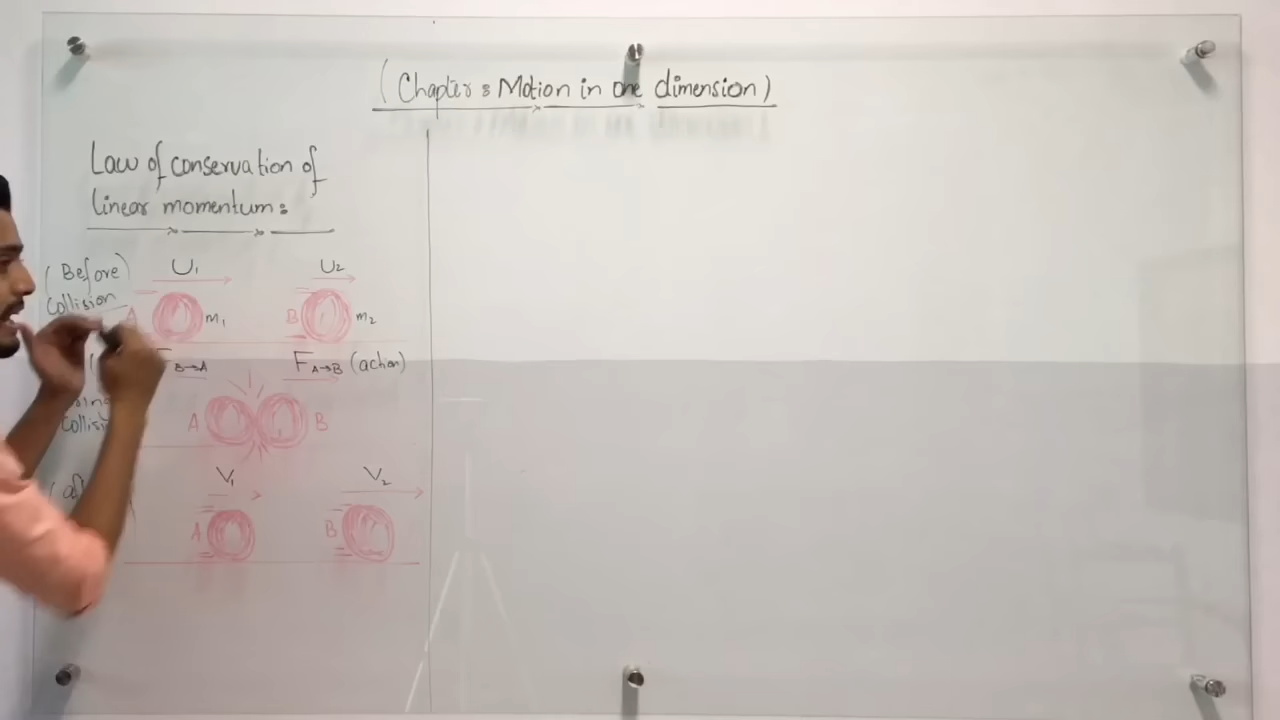 (Chapter : Motion in one dimension)
Law of conservation of
linear momentum :
(Before)
Collision
U₁
U₂
A
m₁
B
m₂
F B→A
F A→B (action)
A
B
V₁
V₂
A
B